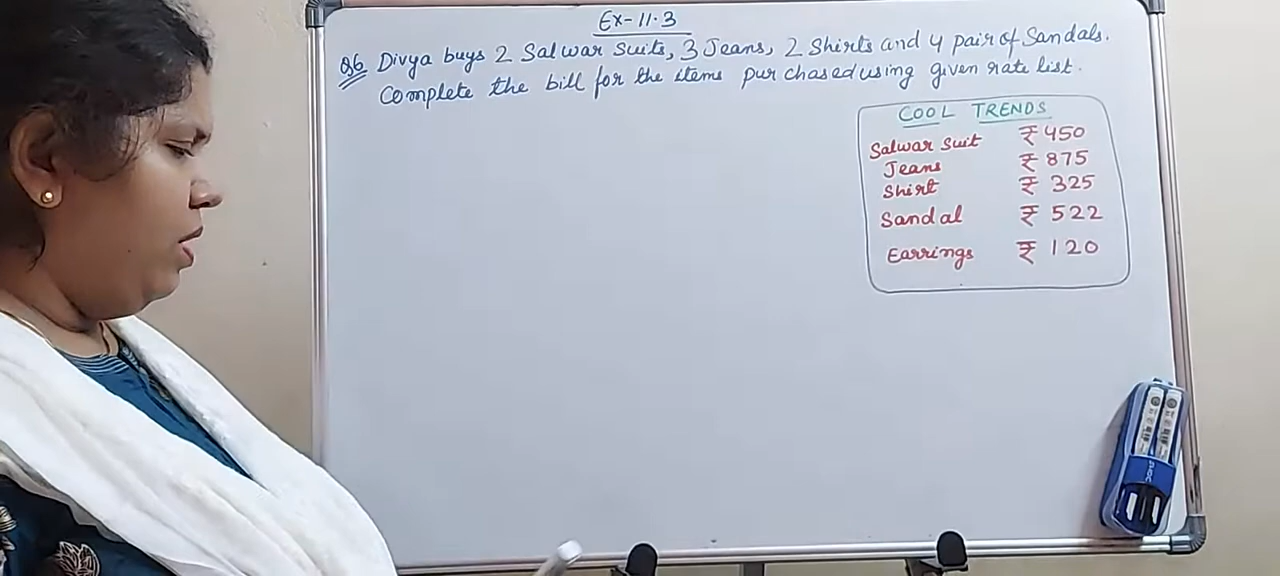 Ex-11.3
Q6 Divya buys 2 Salwar Suits, 3 Jeans, 2 Shirts and 4 pair of Sandals.
Complete the bill for the items purchased using given rate list.
COOL TRENDS
Salwar Suit ₹ 450
Jeans ₹ 875
Shirt ₹ 325
Sandal ₹ 522
Earrings ₹ 120